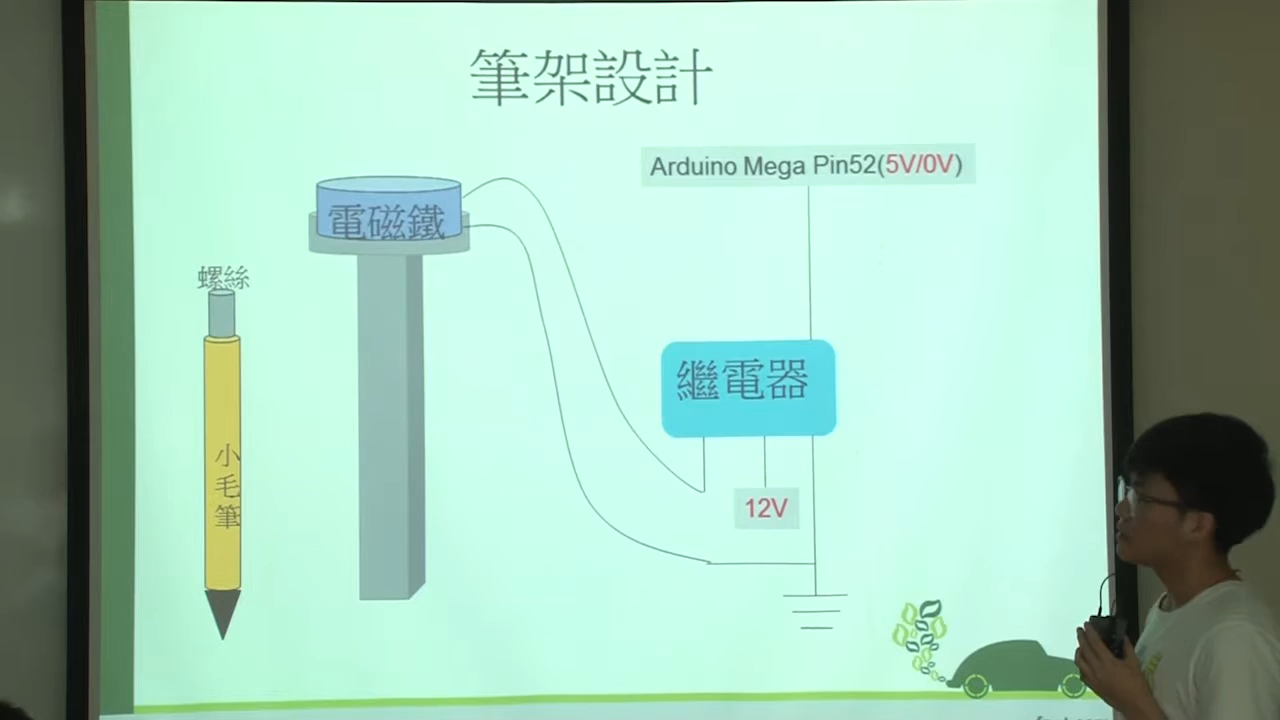 筆架設計
Arduino Mega Pin52(5V/0V)
電磁鐵
螺絲
繼電器
小毛筆
12V